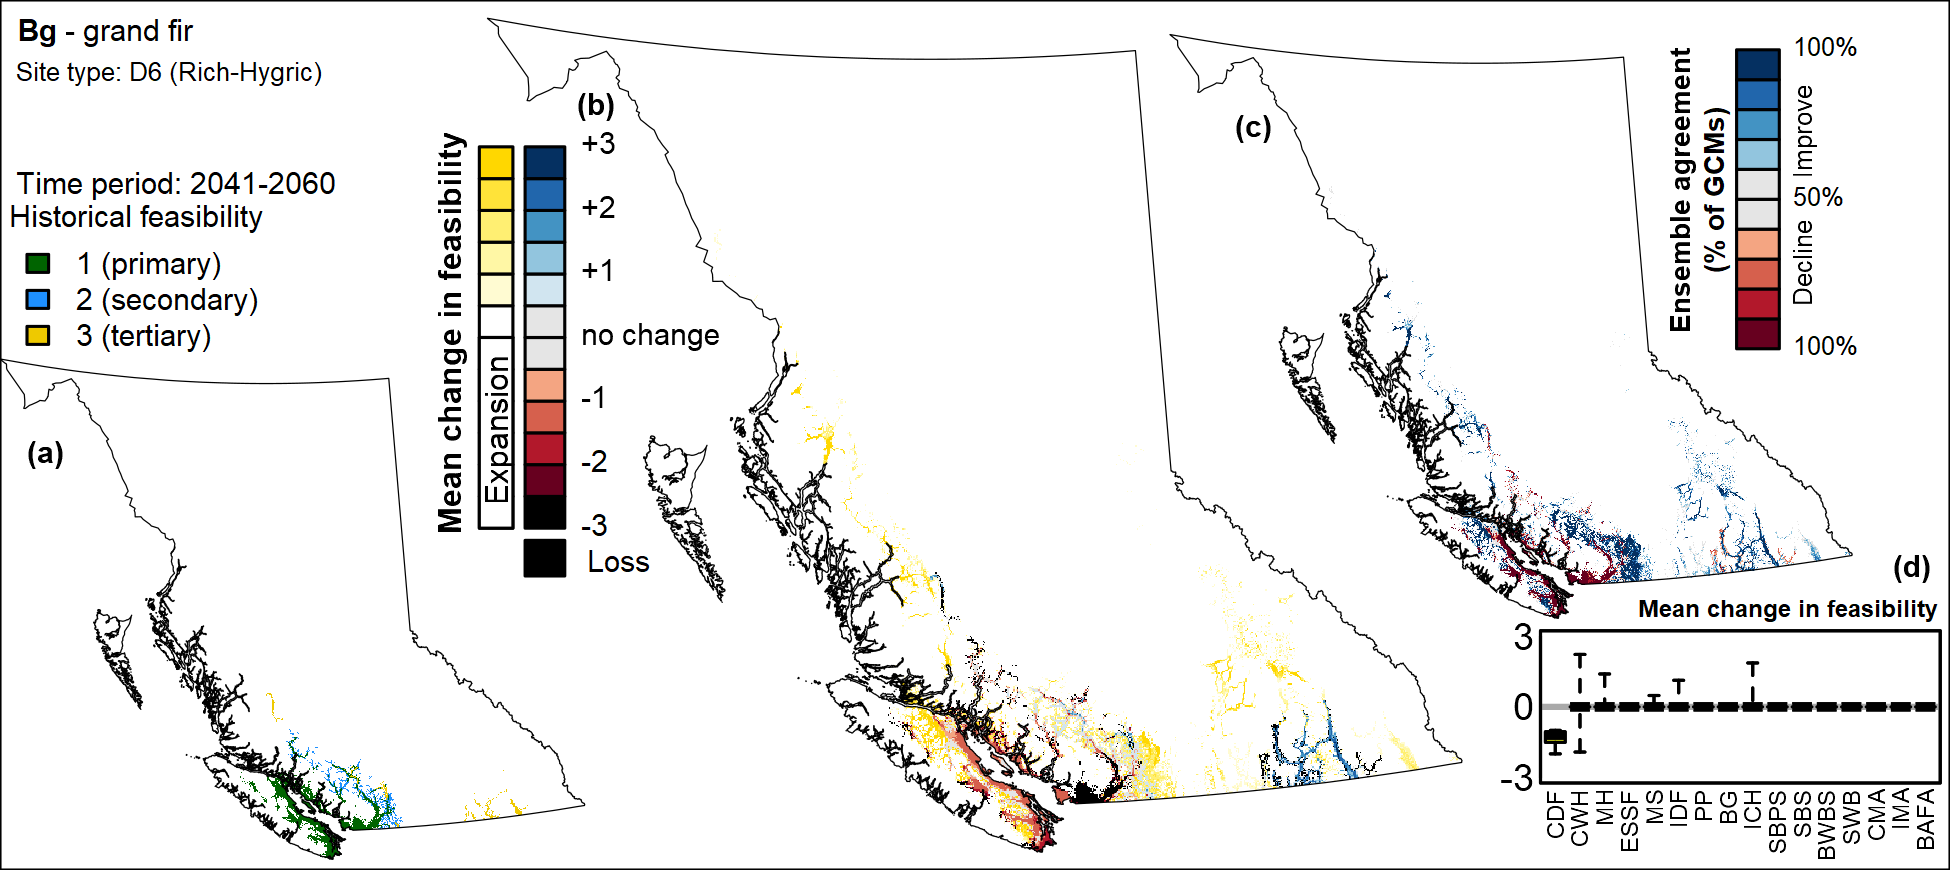 Bg - grand fir
Site type: D6 (Rich-Hygric)
Time period: 2041-2060
Historical feasibility
1 (primary)
2 (secondary)
3 (tertiary)
(a)
(b)
Mean change in feasibility
Expansion
+3
+2
+1
no change
-1
-2
-3
Loss
(c)
Ensemble agreement
(% of GCMs)
100%
Improve
50%
Decline
100%
(d)
Mean change in feasibility
3
0
-3
CDF
CWH
MH
ESSF
MS
IDF
PP
BG
ICH
SBPS
SBS
BWBS
SWB
CMA
IMA
BAFA